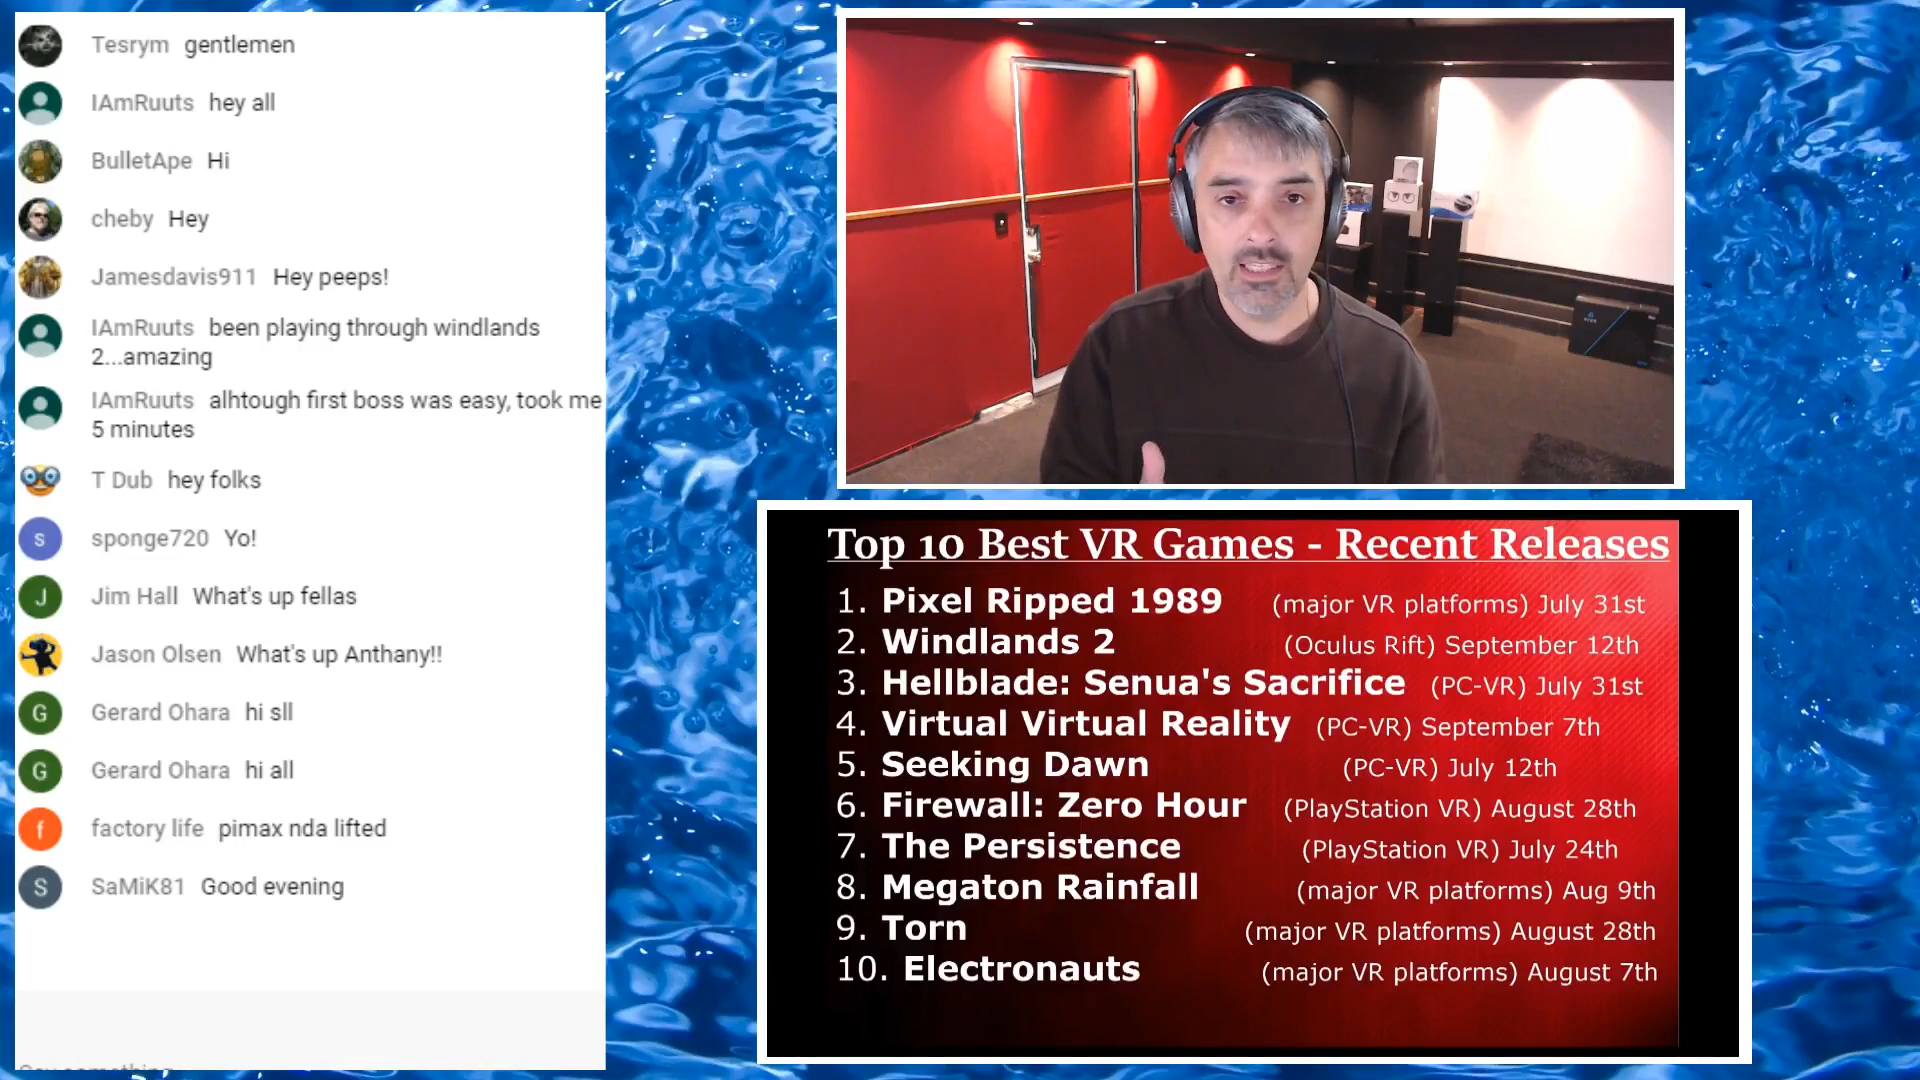 Tesrym gentlemen
IAmRuuts hey all
BulletApe Hi
cheby Hey
Jamesdavis911 Hey peeps!
IAmRuuts been playing through windlands
2...amazing
IAmRuuts alhtough first boss was easy, took me
5 minutes
T Dub hey folks
s sponge720 Yo!
J Jim Hall What's up fellas
Jason Olsen What's up Anthany!!
G Gerard Ohara hi sll
G Gerard Ohara hi all
f factory life pimax nda lifted
S SaMiK81 Good evening
Top 10 Best VR Games - Recent Releases
1. Pixel Ripped 1989 (major VR platforms) July 31st
2. Windlands 2 (Oculus Rift) September 12th
3. Hellblade: Senua's Sacrifice (PC-VR) July 31st
4. Virtual Virtual Reality (PC-VR) September 7th
5. Seeking Dawn (PC-VR) July 12th
6. Firewall: Zero Hour (PlayStation VR) August 28th
7. The Persistence (PlayStation VR) July 24th
8. Megaton Rainfall (major VR platforms) Aug 9th
9. Torn (major VR platforms) August 28th
10. Electronauts (major VR platforms) August 7th